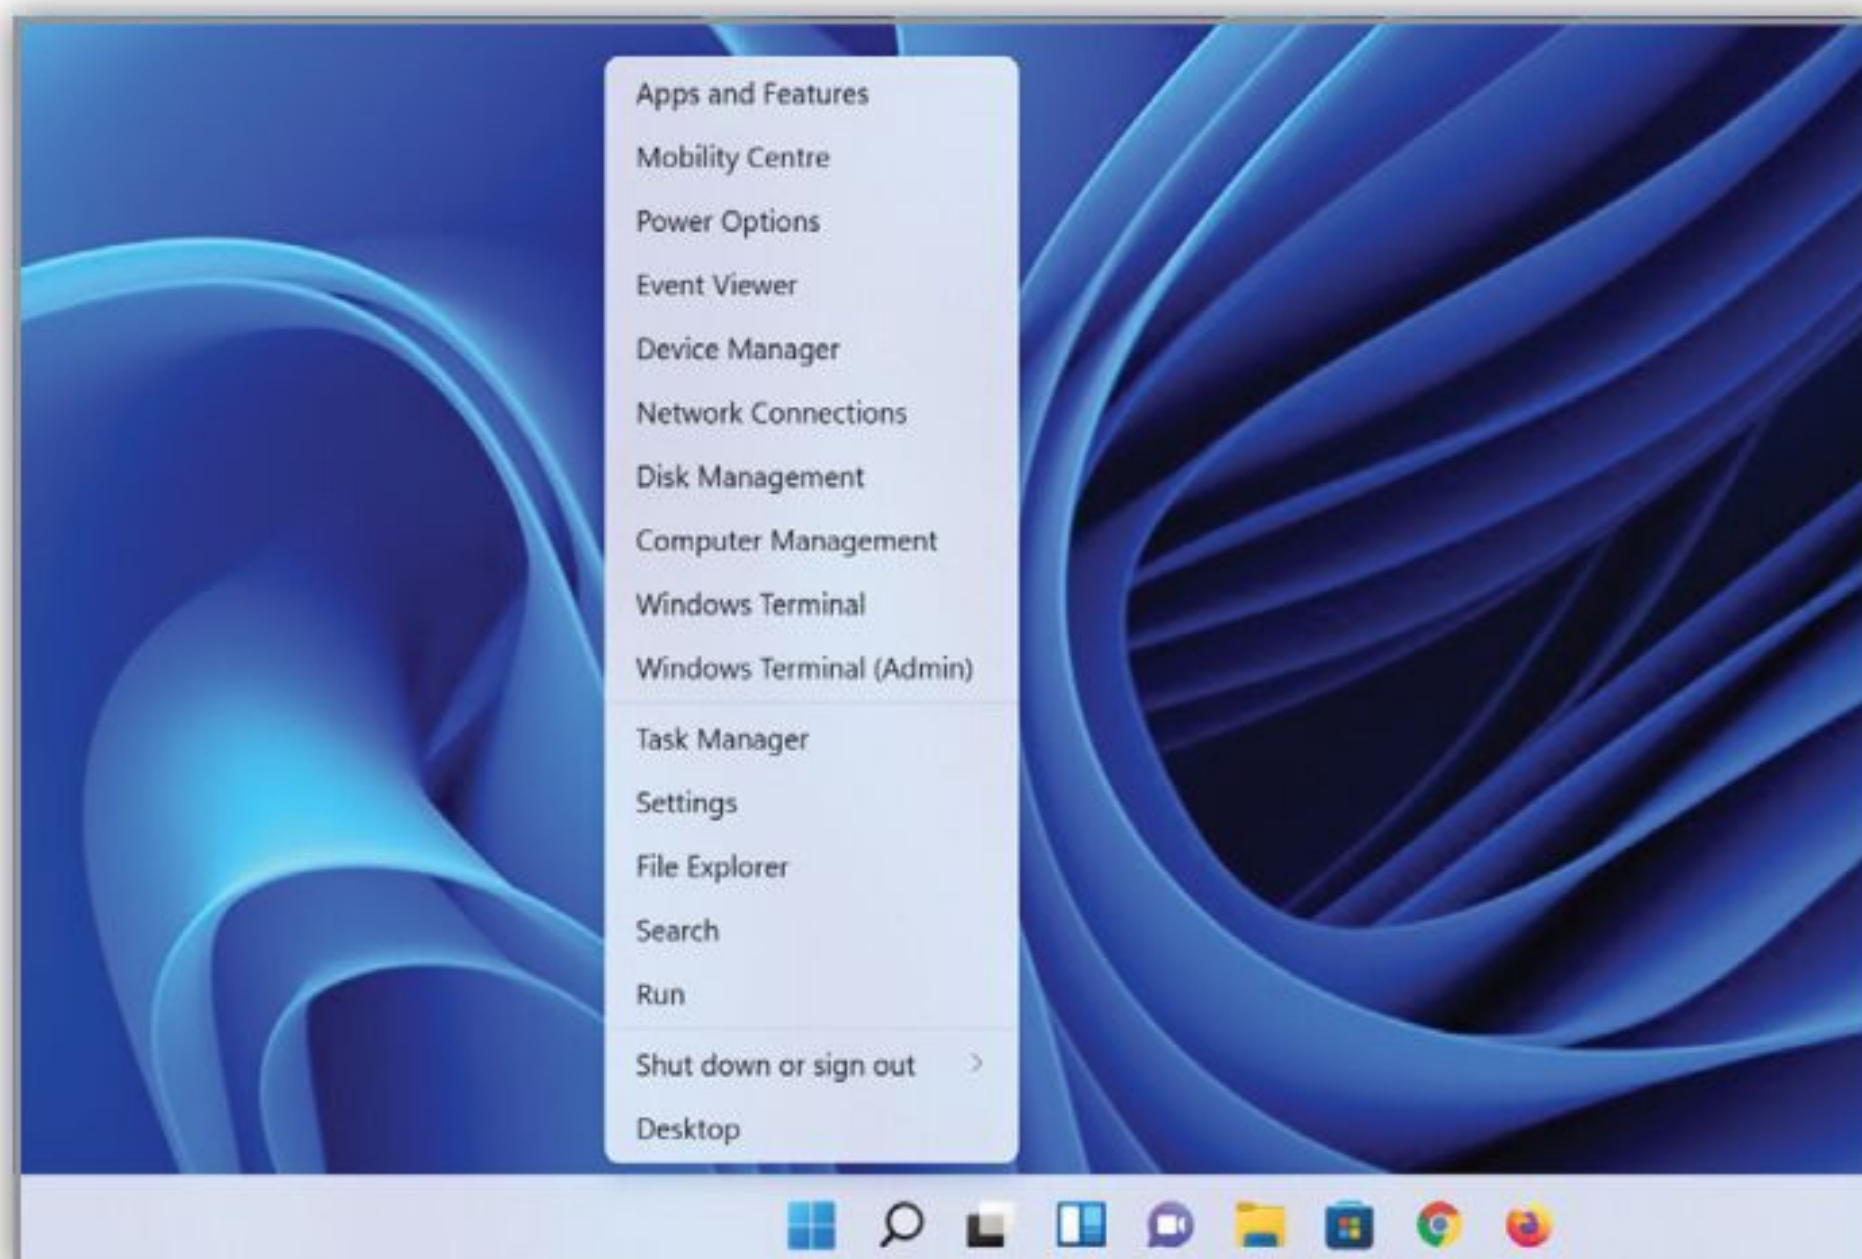 Apps and Features
Mobility Centre
Power Options
Event Viewer
Device Manager
Network Connections
Disk Management
Computer Management
Windows Terminal
Windows Terminal (Admin)
Task Manager
Settings
File Explorer
Search
Run
Shut down or sign out
Desktop